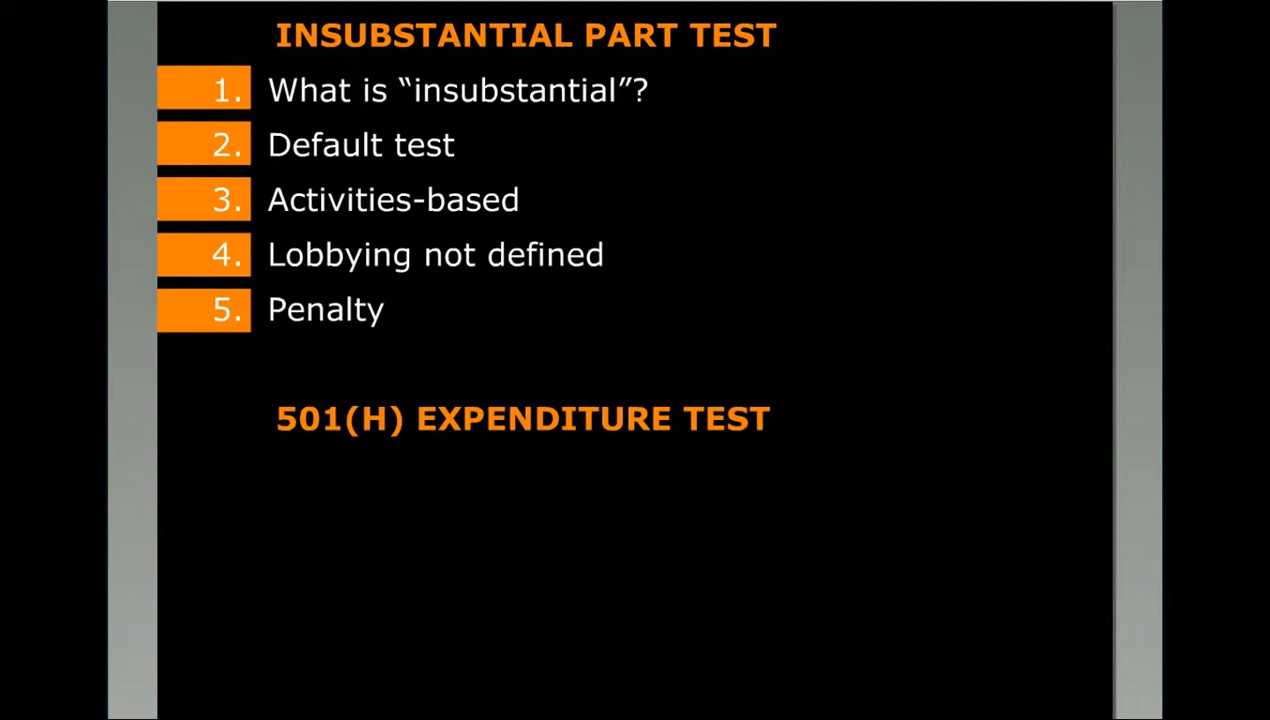 INSUBSTANTIAL PART TEST
1. What is “insubstantial”?
2. Default test
3. Activities-based
4. Lobbying not defined
5. Penalty
501(H) EXPENDITURE TEST